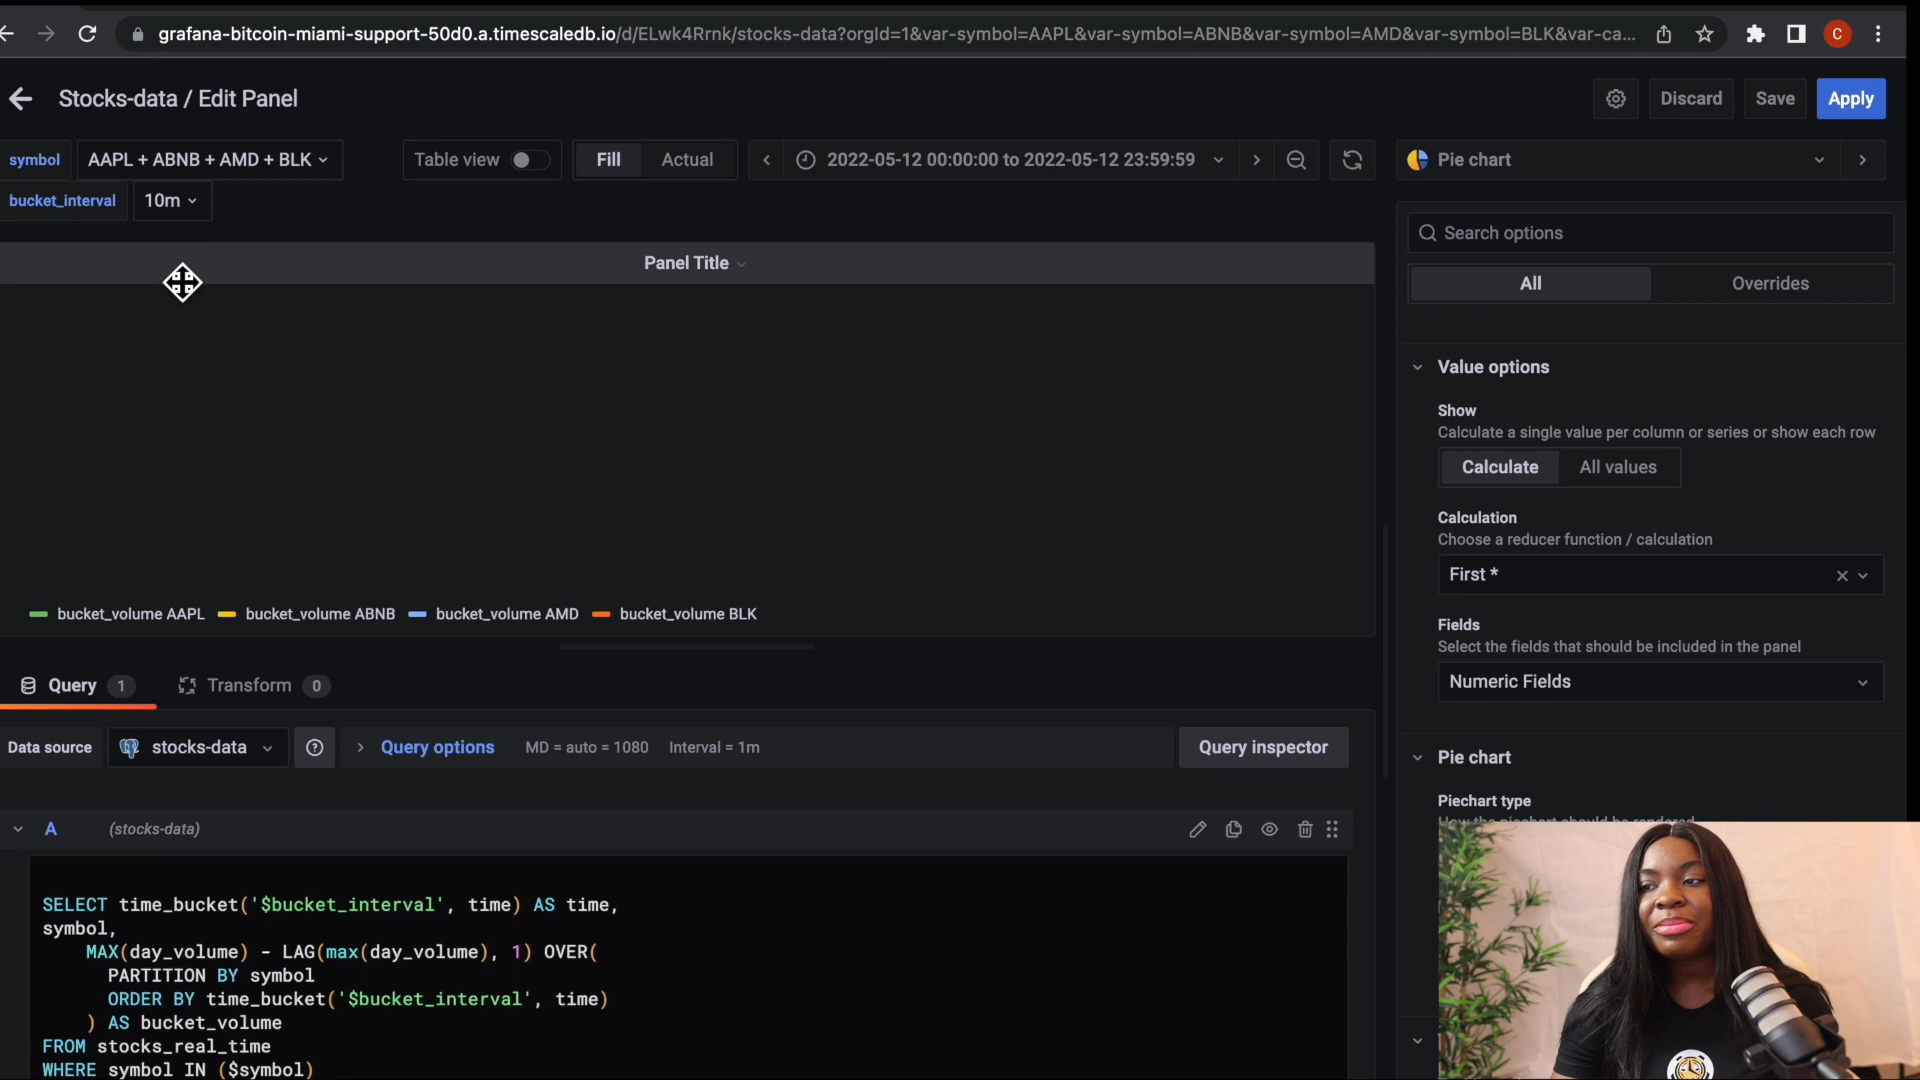 grafana-bitcoin-miami-support-50d0.a.timescaledb.io/d/ELwk4Rrnk/stocks-data?orgId=1&var-symbol=AAPL&var-symbol=ABNB&var-symbol=AMD&var-symbol=BLK&var-ca...
C
Stocks-data / Edit Panel
Discard
Save
Apply
symbol
AAPL + ABNB + AMD + BLK
Table view
Fill
Actual
2022-05-12 00:00:00 to 2022-05-12 23:59:59
Pie chart
bucket_interval
10m
Search options
Panel Title
All
Overrides
Value options
Show
Calculate a single value per column or series or show each row
Calculate
All values
Calculation
Choose a reducer function / calculation
First *
Fields
Select the fields that should be included in the panel
Numeric Fields
bucket_volume AAPL
bucket_volume ABNB
bucket_volume AMD
bucket_volume BLK
Query 1
Transform 0
Data source
stocks-data
Query options
MD = auto = 1080
Interval = 1m
Query inspector
Pie chart
Piechart type
How the piechart should be rendered
A
(stocks-data)
SELECT time_bucket('$bucket_interval', time) AS time,
symbol,
MAX(day_volume) - LAG(max(day_volume), 1) OVER(
PARTITION BY symbol
ORDER BY time_bucket('$bucket_interval', time)
) AS bucket_volume
FROM stocks_real_time
WHERE symbol IN ($symbol)